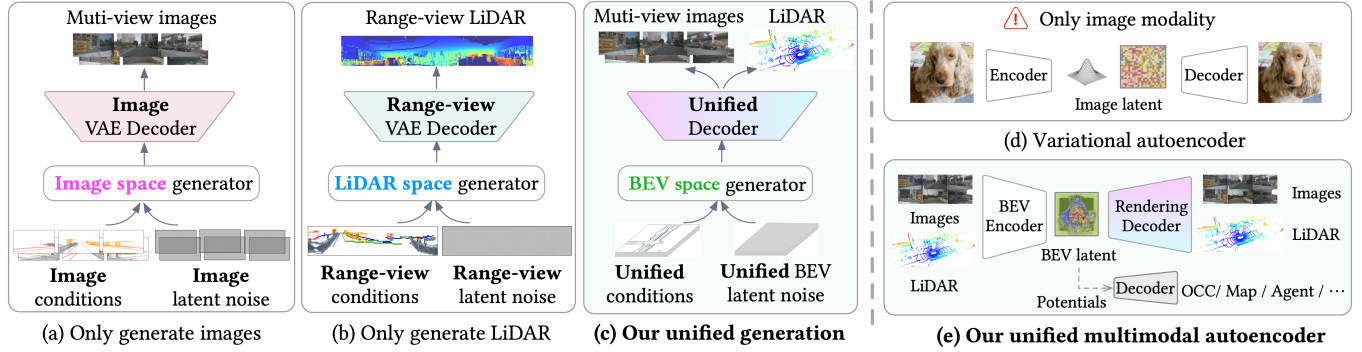 Muti-view images
Image
VAE Decoder
Image space generator
Image
conditions
Image
latent noise
(a) Only generate images
Range-view LiDAR
Range-view
VAE Decoder
LiDAR space generator
Range-view
conditions
Range-view
latent noise
(b) Only generate LiDAR
Muti-view images
LiDAR
Unified
Decoder
BEV space generator
Unified
conditions
Unified BEV
latent noise
(c) Our unified generation
Only image modality
Encoder
Image latent
Decoder
(d) Variational autoencoder
Images
LiDAR
BEV
Encoder
BEV latent
Rendering
Decoder
Images
LiDAR
Potentials
Decoder
OCC/ Map / Agent / ···
(e) Our unified multimodal autoencoder